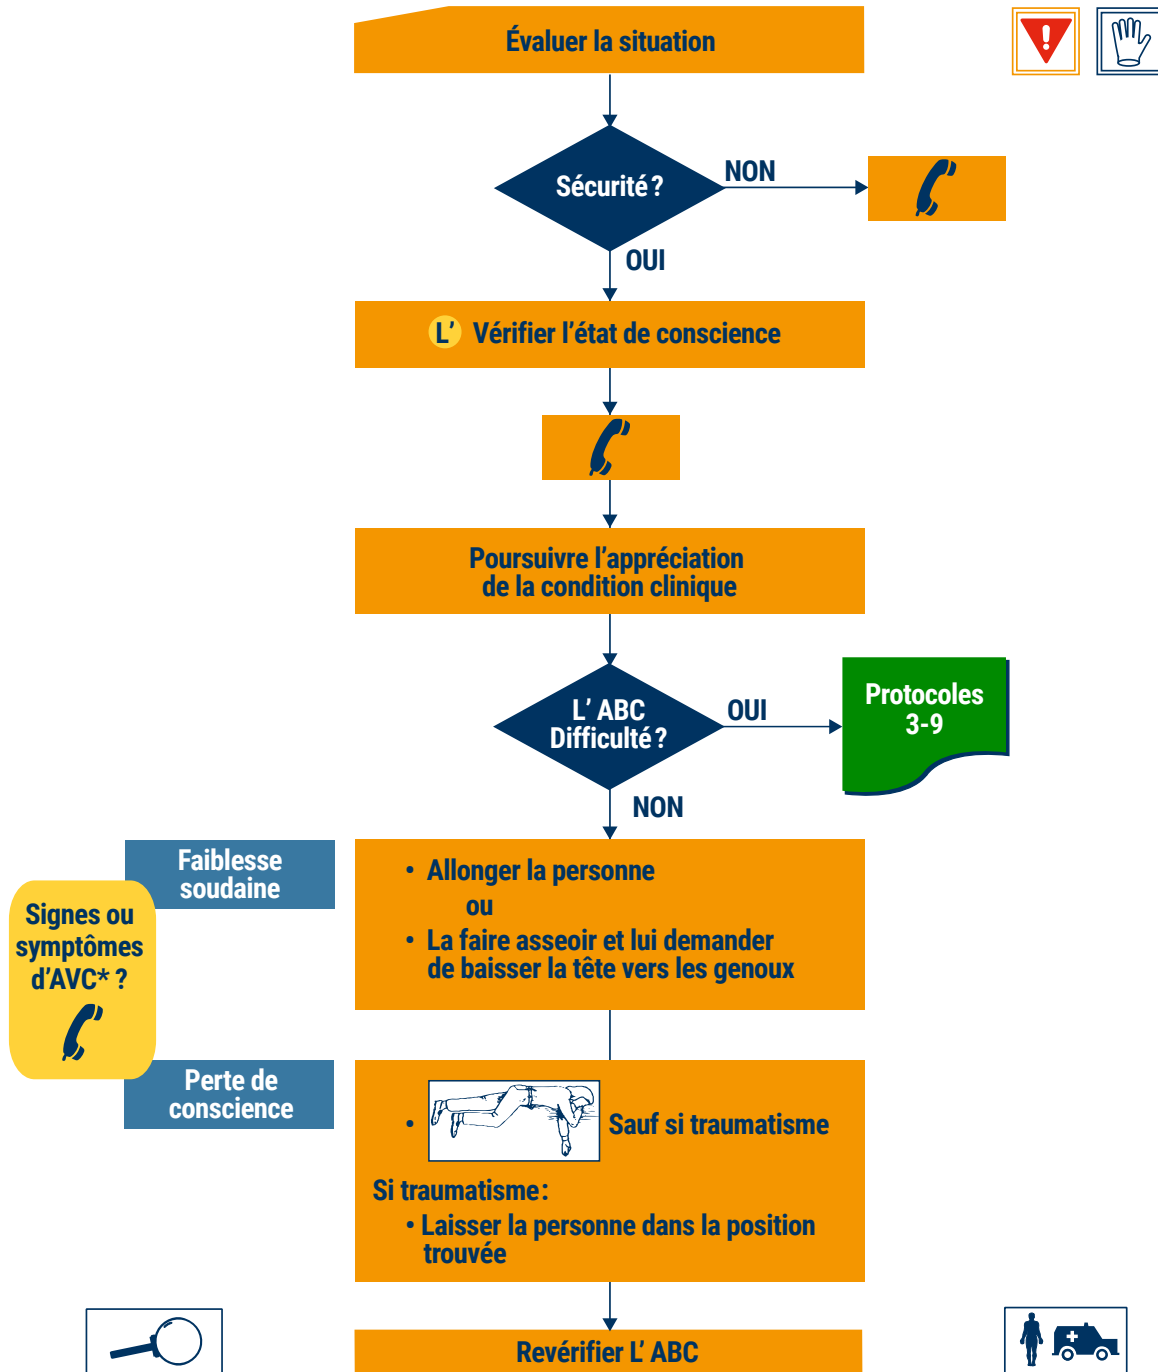 Évaluer la situation
Sécurité ?
NON
OUI
L’ Vérifier l’état de conscience
Poursuivre l’appréciation
de la condition clinique
L’ ABC
Difficulté ?
OUI
Protocoles
3-9
NON
Faiblesse
soudaine
• Allonger la personne
ou
• La faire asseoir et lui demander
de baisser la tête vers les genoux
Signes ou
symptômes
d’AVC* ?
Perte de
conscience
• Sauf si traumatisme
Si traumatisme :
• Laisser la personne dans la position
trouvée
Revérifier L’ ABC